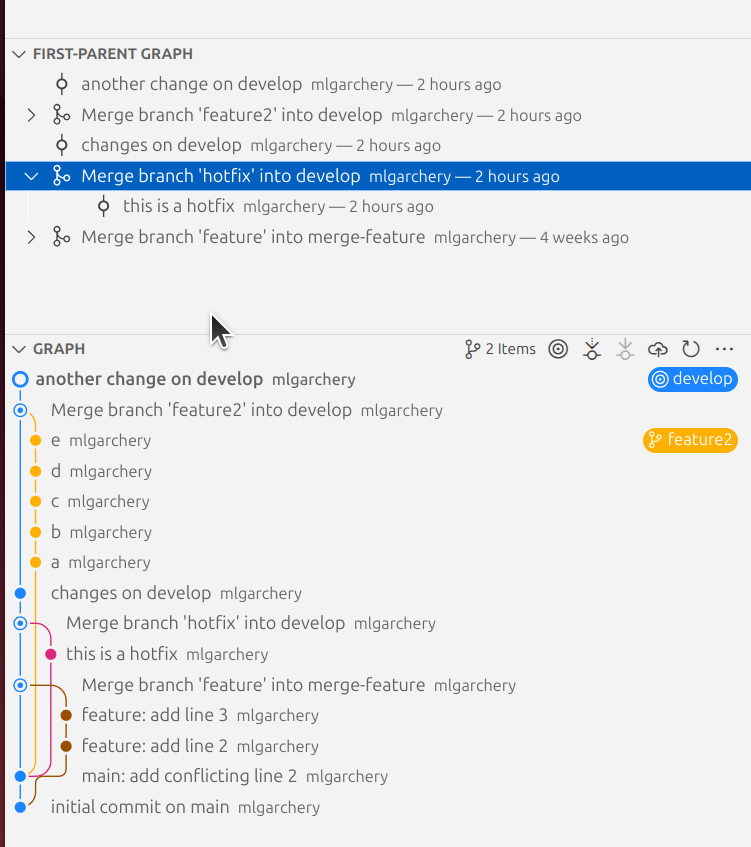 FIRST-PARENT GRAPH
another change on develop mlgarchery — 2 hours ago
Merge branch 'feature2' into develop mlgarchery — 2 hours ago
changes on develop mlgarchery — 2 hours ago
Merge branch 'hotfix' into develop mlgarchery — 2 hours ago
this is a hotfix mlgarchery — 2 hours ago
Merge branch 'feature' into merge-feature mlgarchery — 4 weeks ago
GRAPH 2 Items
another change on develop mlgarchery develop
Merge branch 'feature2' into develop mlgarchery
e mlgarchery feature2
d mlgarchery
c mlgarchery
b mlgarchery
a mlgarchery
changes on develop mlgarchery
Merge branch 'hotfix' into develop mlgarchery
this is a hotfix mlgarchery
Merge branch 'feature' into merge-feature mlgarchery
feature: add line 3 mlgarchery
feature: add line 2 mlgarchery
main: add conflicting line 2 mlgarchery
initial commit on main mlgarchery